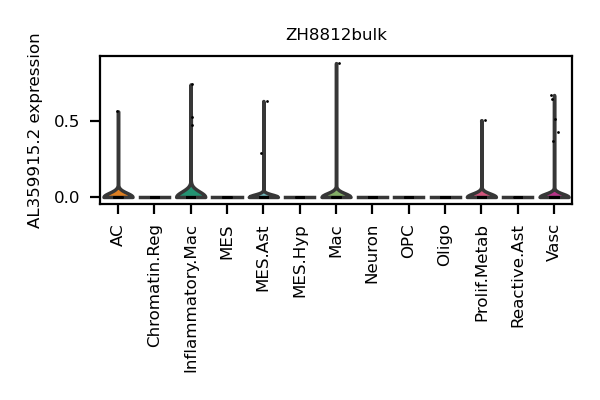 ZH8812bulk
AL359915.2 expression
0.5
0.0
AC
Chromatin.Reg
Inflammatory.Mac
MES
MES.Ast
MES.Hyp
Mac
Neuron
OPC
Oligo
Prolif.Metab
Reactive.Ast
Vasc